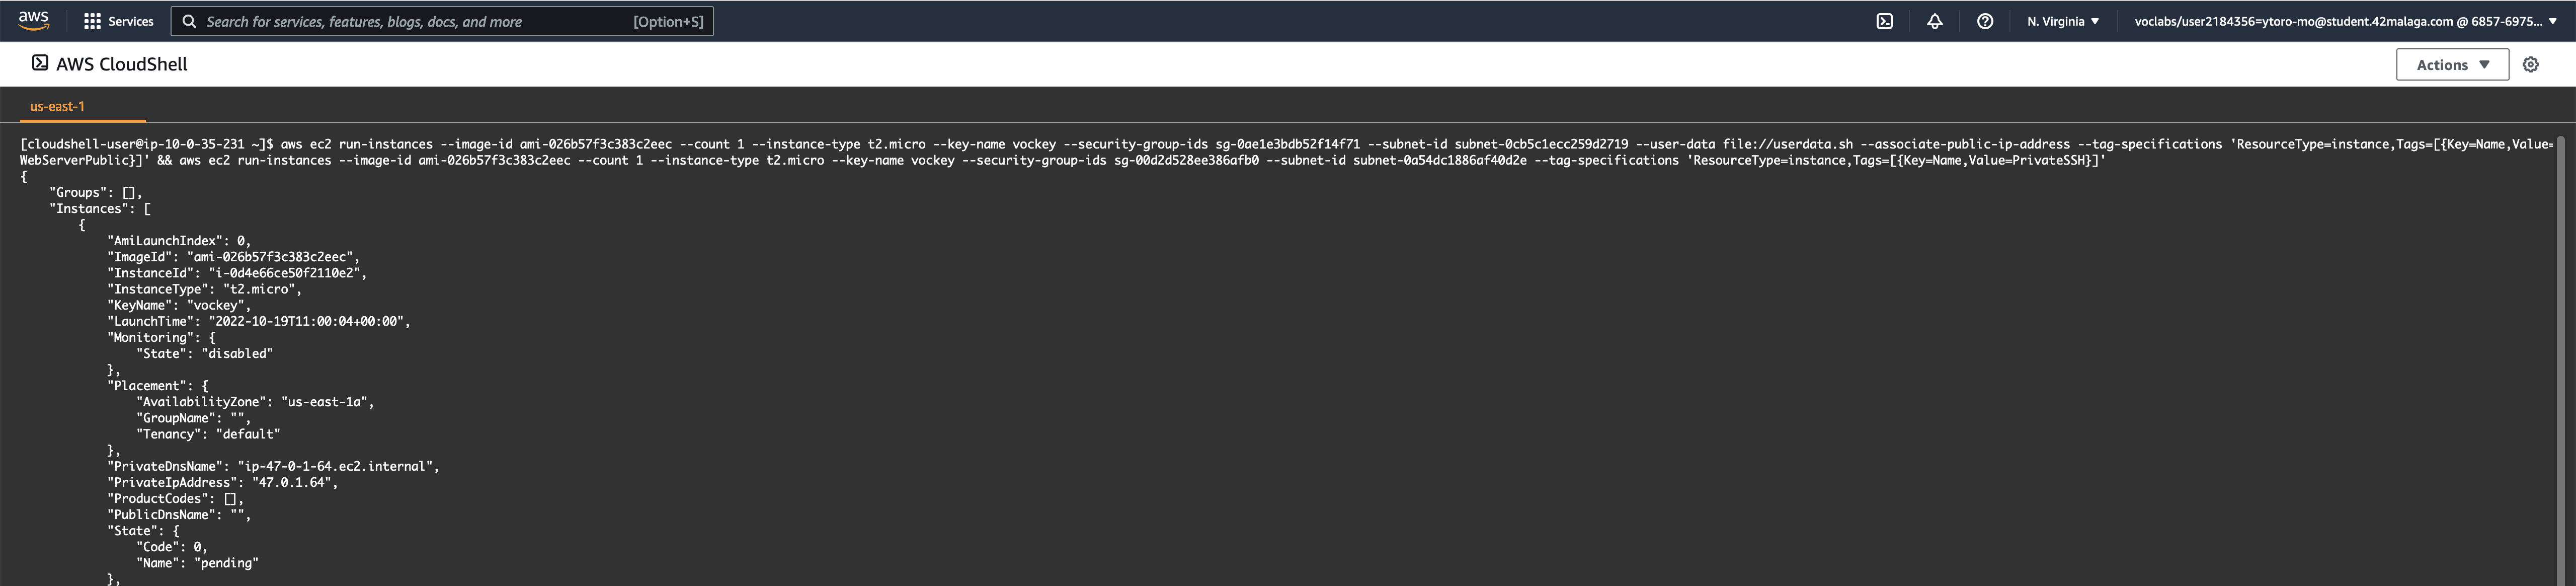 aws Services Search for services, features, blogs, docs, and more [Option+S] N. Virginia ▼ voclabs/user2184356=ytoro-mo@student.42malaga.com @ 6857-6975... ▼
AWS CloudShell Actions ▼
us-east-1
[cloudshell-user@ip-10-0-35-231 ~]$ aws ec2 run-instances --image-id ami-026b57f3c383c2eec --count 1 --instance-type t2.micro --key-name vockey --security-group-ids sg-0ae1e3bdb52f14f71 --subnet-id subnet-0cb5c1ecc259d2719 --user-data file://userdata.sh --associate-public-ip-address --tag-specifications 'ResourceType=instance,Tags=[{Key=Name,Value=
WebServerPublic}]' && aws ec2 run-instances --image-id ami-026b57f3c383c2eec --count 1 --instance-type t2.micro --key-name vockey --security-group-ids sg-00d2d528ee386afb0 --subnet-id subnet-0a54dc1886af40d2e --tag-specifications 'ResourceType=instance,Tags=[{Key=Name,Value=PrivateSSH}]'
{
    "Groups": [],
    "Instances": [
        {
            "AmiLaunchIndex": 0,
            "ImageId": "ami-026b57f3c383c2eec",
            "InstanceId": "i-0d4e66ce50f2110e2",
            "InstanceType": "t2.micro",
            "KeyName": "vockey",
            "LaunchTime": "2022-10-19T11:00:04+00:00",
            "Monitoring": {
                "State": "disabled"
            },
            "Placement": {
                "AvailabilityZone": "us-east-1a",
                "GroupName": "",
                "Tenancy": "default"
            },
            "PrivateDnsName": "ip-47-0-1-64.ec2.internal",
            "PrivateIpAddress": "47.0.1.64",
            "ProductCodes": [],
            "PublicDnsName": "",
            "State": {
                "Code": 0,
                "Name": "pending"
            },